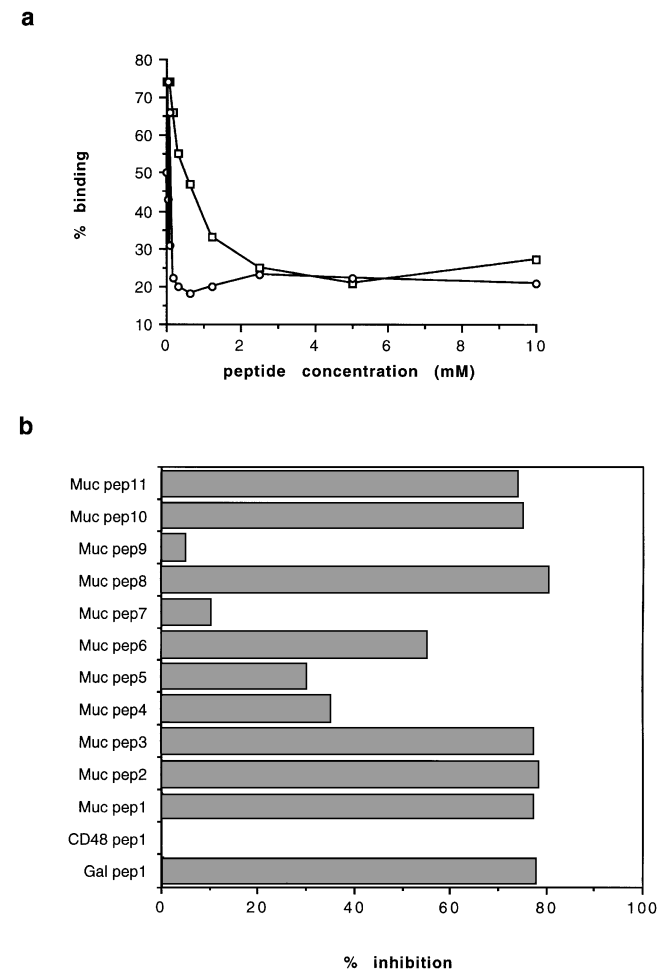 a
80
70
60
50
40
30
20
10
% binding
0 2 4 6 8 10
peptide concentration (mM)
b
Muc pep11
Muc pep10
Muc pep9
Muc pep8
Muc pep7
Muc pep6
Muc pep5
Muc pep4
Muc pep3
Muc pep2
Muc pep1
CD48 pep1
Gal pep1
0 20 40 60 80 100
% inhibition